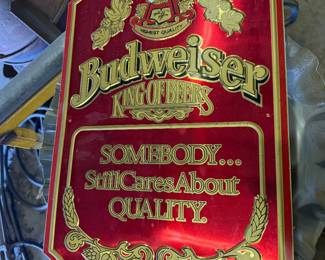 HIGHEST QUALITY
Budweiser
KING OF BEERS
SOMEBODY...
Still Cares About
QUALITY.